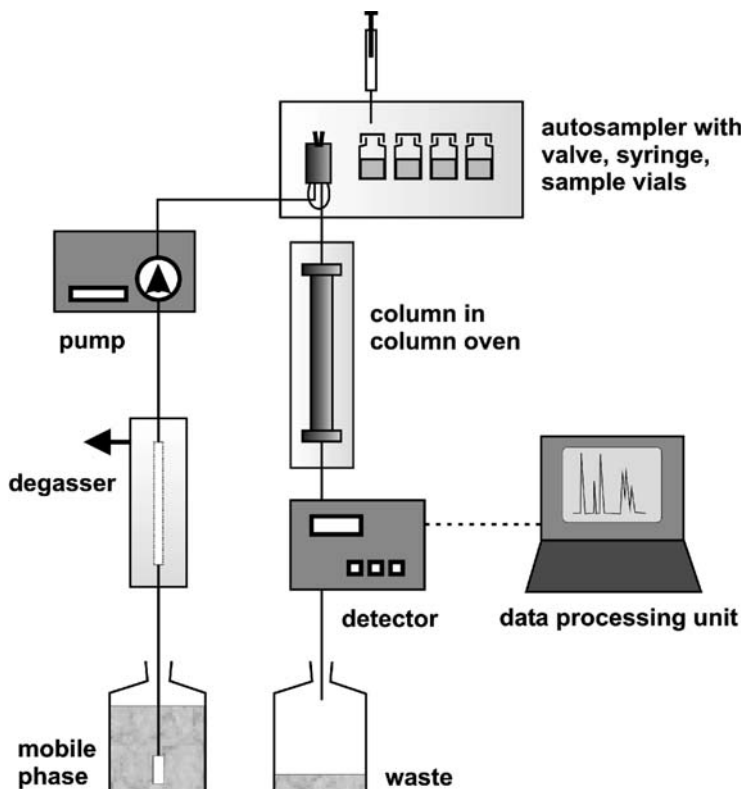 autosampler with
valve, syringe,
sample vials
pump
column in
column oven
degasser
detector
data processing unit
mobile
phase
waste